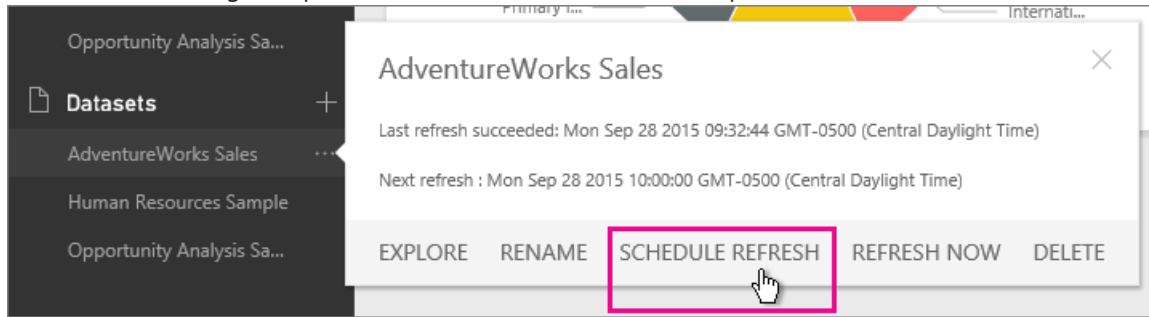 Primary I...
Internati...
Opportunity Analysis Sa...
Datasets
AdventureWorks Sales
Human Resources Sample
Opportunity Analysis Sa...
AdventureWorks Sales
Last refresh succeeded: Mon Sep 28 2015 09:32:44 GMT-0500 (Central Daylight Time)
Next refresh : Mon Sep 28 2015 10:00:00 GMT-0500 (Central Daylight Time)
EXPLORE RENAME SCHEDULE REFRESH REFRESH NOW DELETE